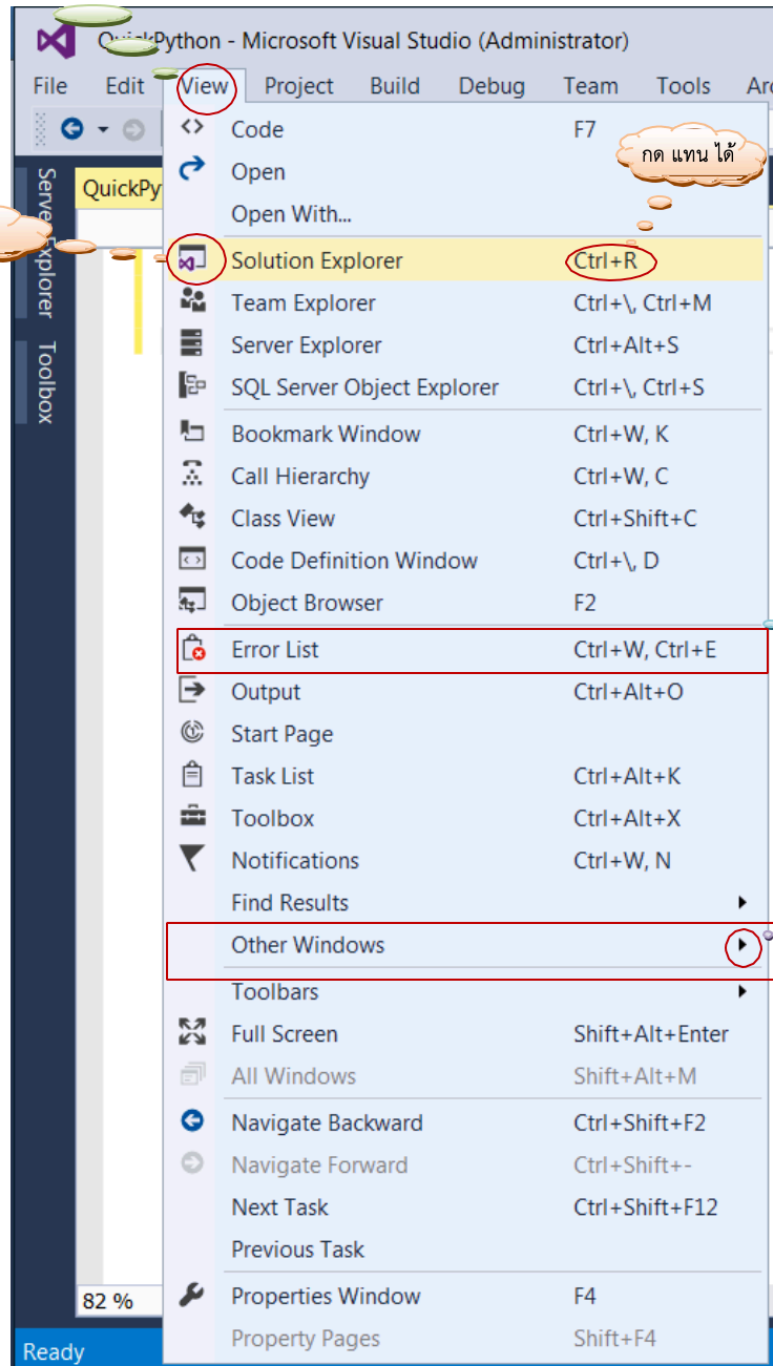 QuickPython - Microsoft Visual Studio (Administrator)
File Edit View Project Build Debug Team Tools
Code F7
กด แทน ได้
Open
Open With...
QuickPy
Server Explorer
Toolbox
Solution Explorer Ctrl+R
Team Explorer Ctrl+\, Ctrl+M
Server Explorer Ctrl+Alt+S
SQL Server Object Explorer Ctrl+\, Ctrl+S
Bookmark Window Ctrl+W, K
Call Hierarchy Ctrl+W, C
Class View Ctrl+Shift+C
Code Definition Window Ctrl+\, D
Object Browser F2
Error List Ctrl+W, Ctrl+E
Output Ctrl+Alt+O
Start Page
Task List Ctrl+Alt+K
Toolbox Ctrl+Alt+X
Notifications Ctrl+W, N
Find Results
Other Windows
Toolbars
Full Screen Shift+Alt+Enter
All Windows Shift+Alt+M
Navigate Backward Ctrl+Shift+F2
Navigate Forward Ctrl+Shift+-
Next Task Ctrl+Shift+F12
Previous Task
Properties Window F4
Property Pages Shift+F4
82 %
Ready